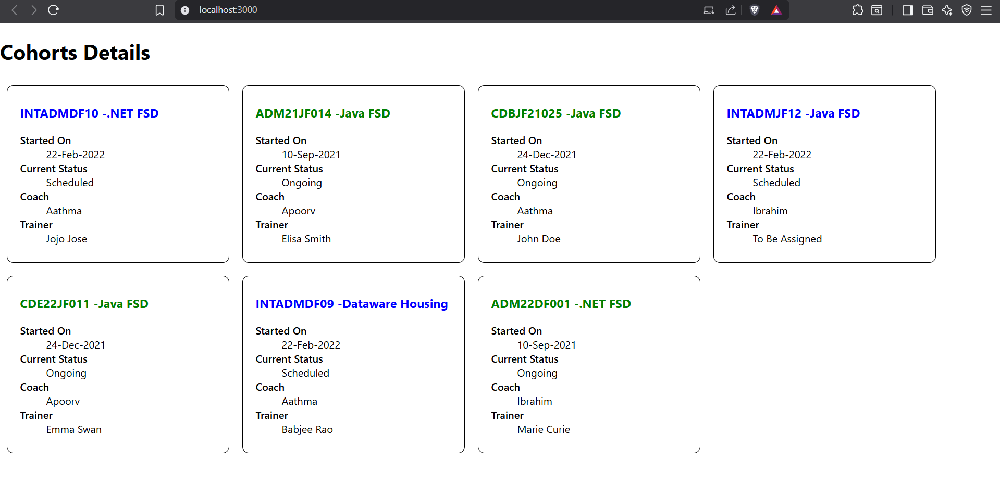 localhost:3000
Cohorts Details
INTADMDF10 -.NET FSD
Started On
22-Feb-2022
Current Status
Scheduled
Coach
Aathma
Trainer
Jojo Jose
ADM21JF014 -Java FSD
Started On
10-Sep-2021
Current Status
Ongoing
Coach
Apoorv
Trainer
Elisa Smith
CDBJF21025 -Java FSD
Started On
24-Dec-2021
Current Status
Ongoing
Coach
Aathma
Trainer
John Doe
INTADMJF12 -Java FSD
Started On
22-Feb-2022
Current Status
Scheduled
Coach
Ibrahim
Trainer
To Be Assigned
CDE22JF011 -Java FSD
Started On
24-Dec-2021
Current Status
Ongoing
Coach
Apoorv
Trainer
Emma Swan
INTADMDF09 -Dataware Housing
Started On
22-Feb-2022
Current Status
Scheduled
Coach
Aathma
Trainer
Babjee Rao
ADM22DF001 -.NET FSD
Started On
10-Sep-2021
Current Status
Ongoing
Coach
Ibrahim
Trainer
Marie Curie